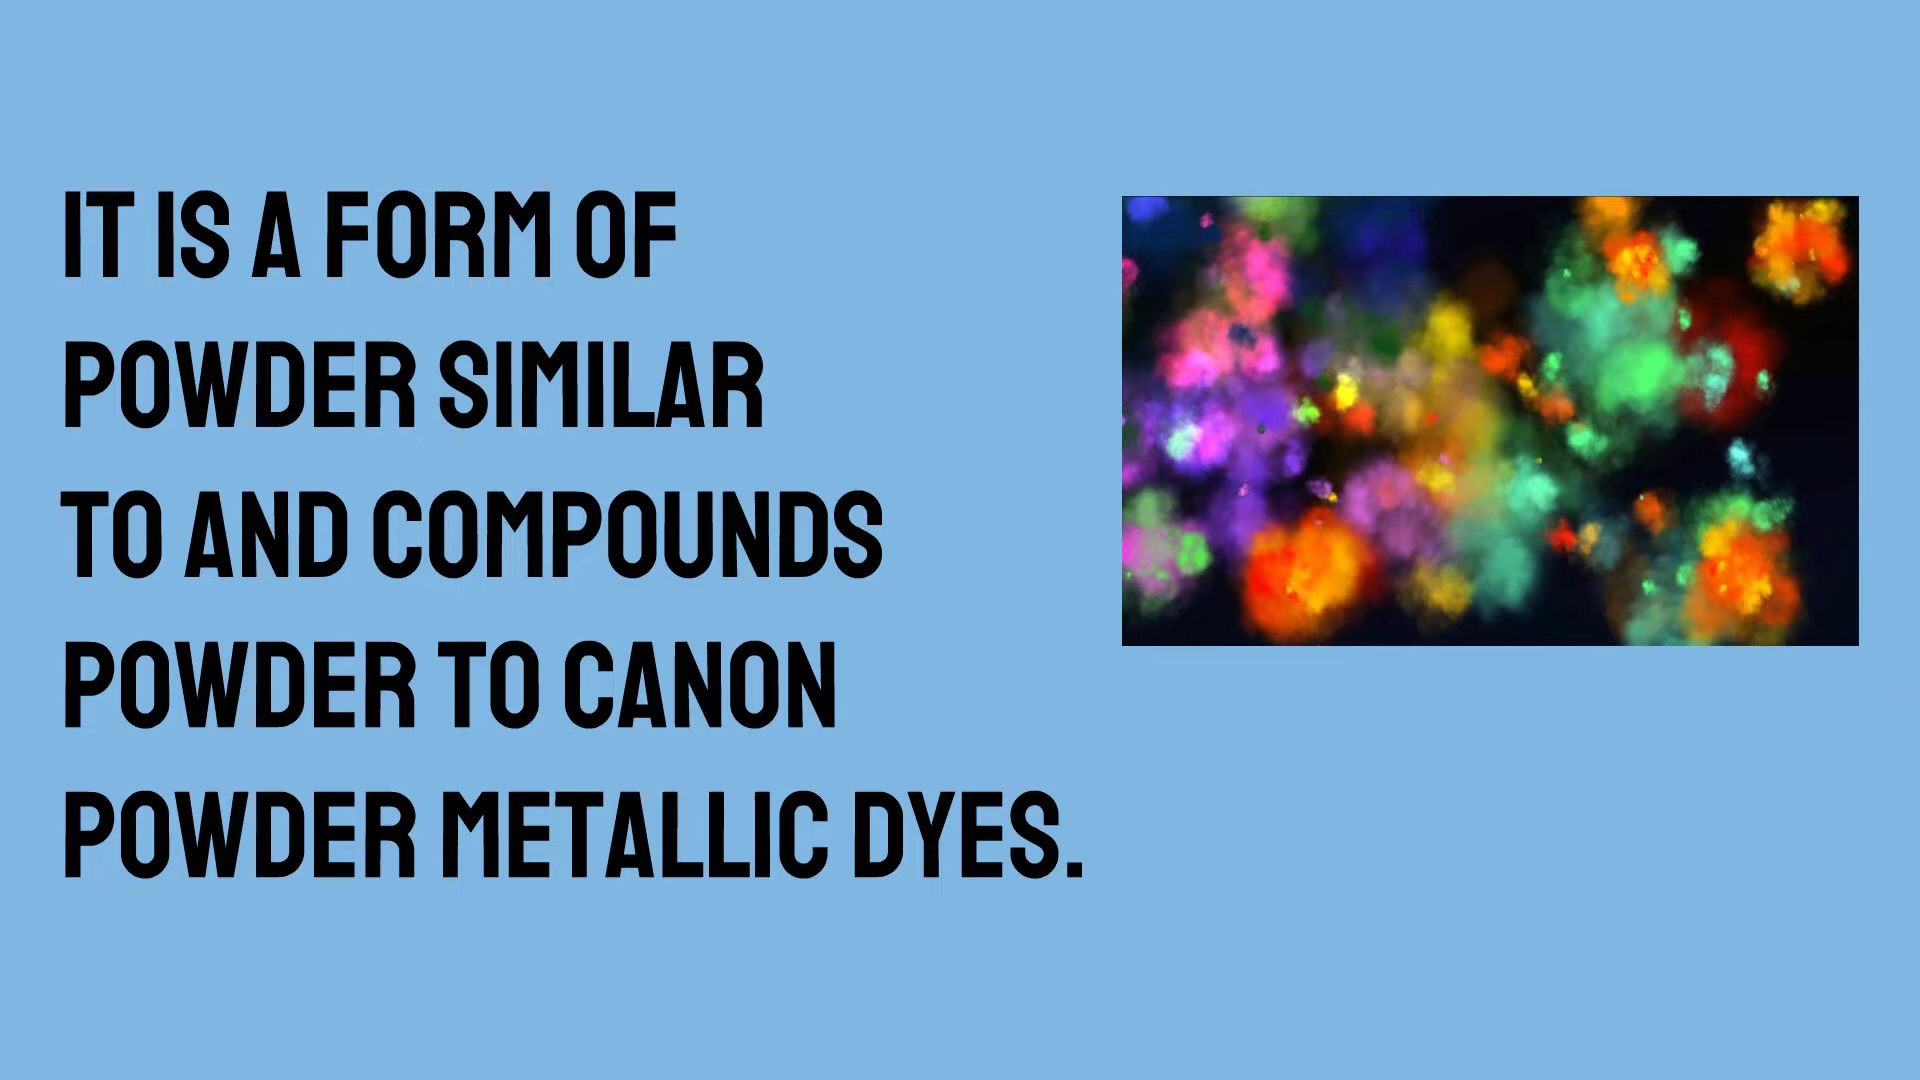 IT IS A FORM OF
POWDER SIMILAR
TO AND COMPOUNDS
POWDER TO CANON
POWDER METALLIC DYES.